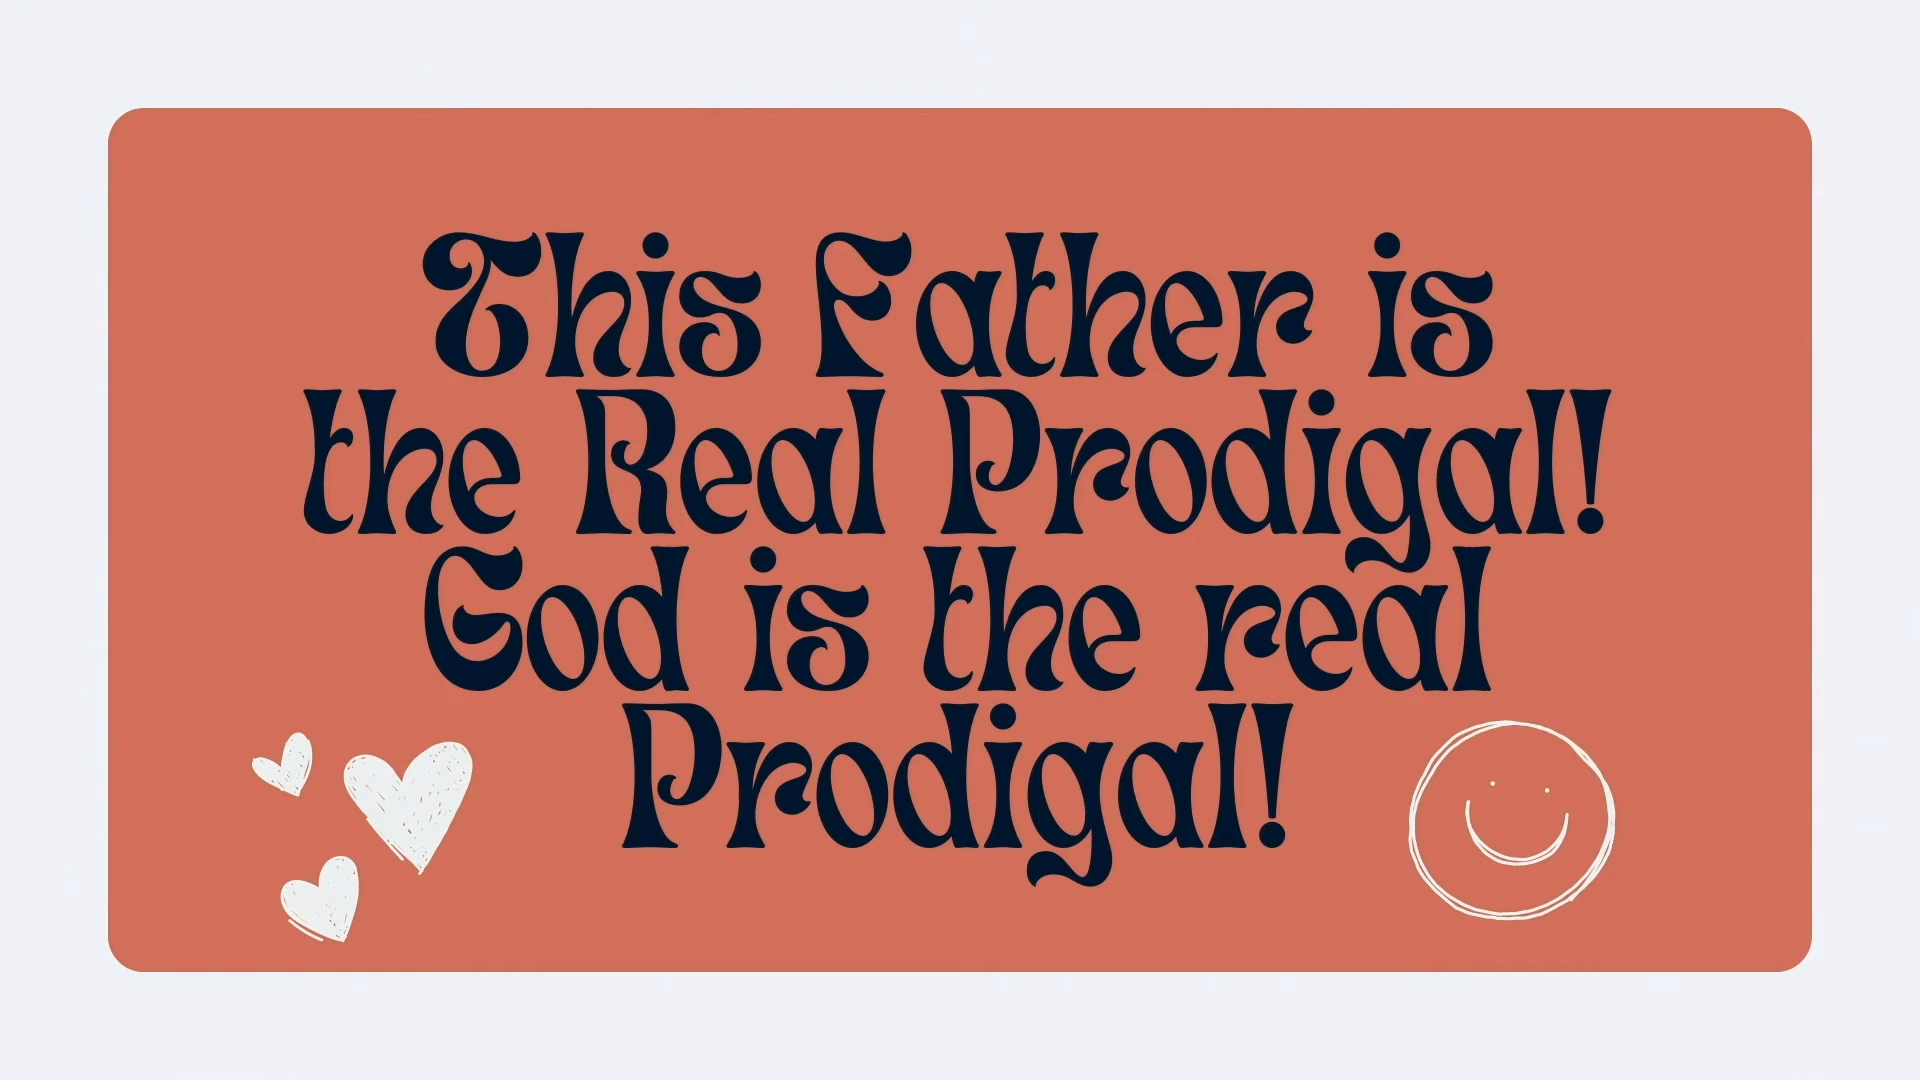 This Father is
the Real Prodigal!
God is the real
Prodigal!